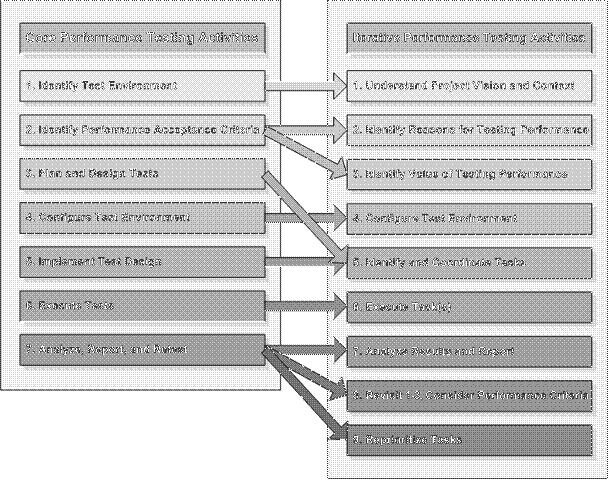 Core Performance Testing Activities
1. Identify Test Environment
2. Identify Performance Acceptance Criteria
3. Plan and Design Tests
4. Configure Test Environment
5. Implement Test Design
6. Execute Tests
7. Analyze, Report, and Retest
Iterative Performance Testing Activities
1. Understand Project Vision and Context
2. Identify Reasons for Testing Performance
3. Identify Value of Testing Performance
4. Configure Test Environment
5. Identify and Coordinate Tasks
6. Execute Task(s)
7. Analyze Results and Report
8. Revisit 1-3, Consider Performance Criteria
9. Reprioritize Tasks